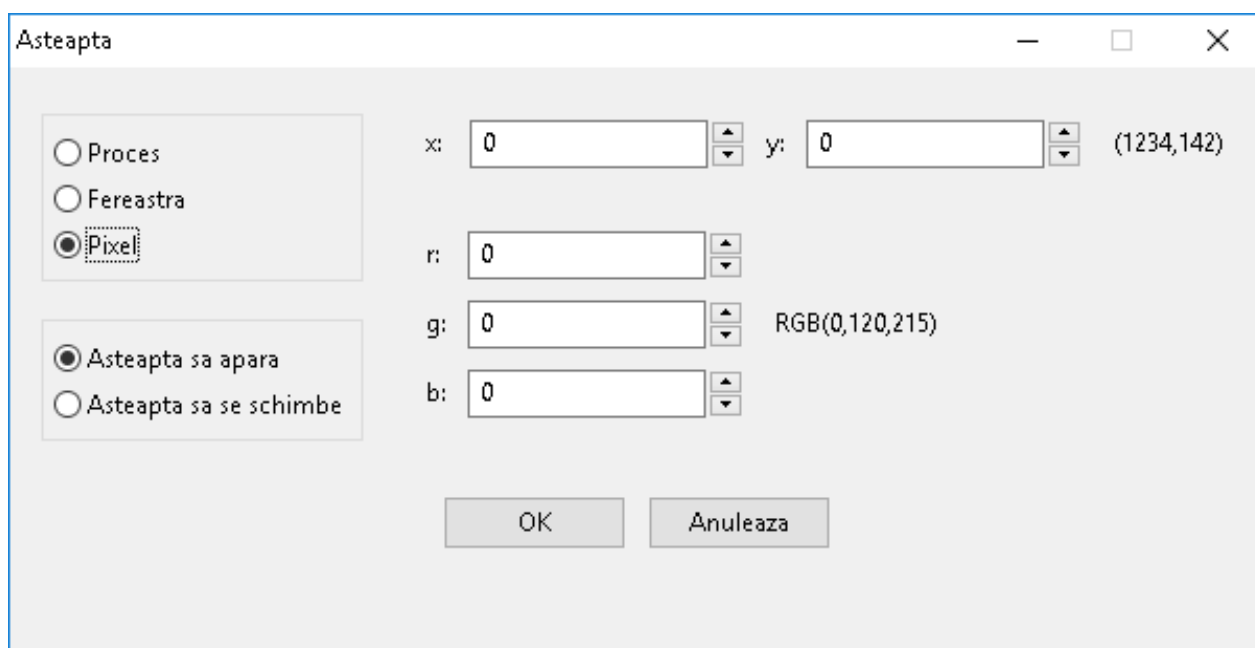 Asteapta
Proces
Fereastra
Pixel
Asteapta sa apara
Asteapta sa se schimbe
x: 0 y: 0 (1234,142)
r: 0
g: 0 RGB(0,120,215)
b: 0
OK Anuleaza